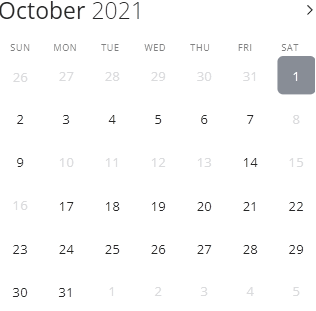 October 2021 >
SUN MON TUE WED THU FRI SAT
26 27 28 29 30 31 1
2 3 4 5 6 7 8
9 10 11 12 13 14 15
16 17 18 19 20 21 22
23 24 25 26 27 28 29
30 31 1 2 3 4 5